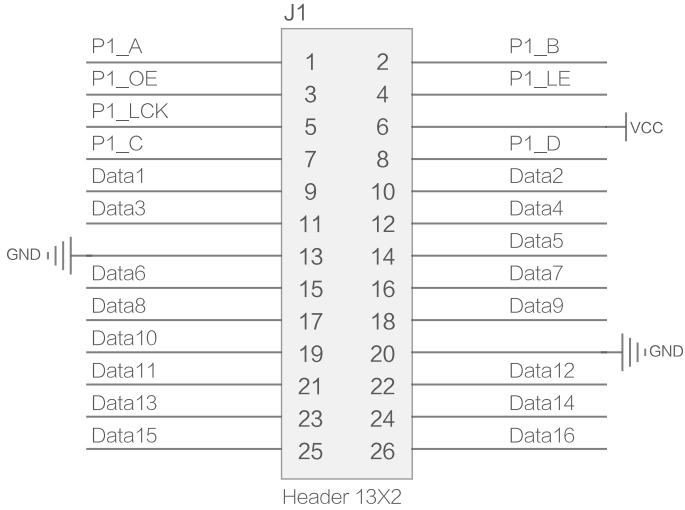 J1
P1_A 1 2 P1_B
P1_OE 3 4 P1_LE
P1_LCK 5 6 VCC
P1_C 7 8 P1_D
Data1 9 10 Data2
Data3 11 12 Data4
GND 13 14 Data5
Data6 15 16 Data7
Data8 17 18 Data9
Data10 19 20 GND
Data11 21 22 Data12
Data13 23 24 Data14
Data15 25 26 Data16
Header 13X2